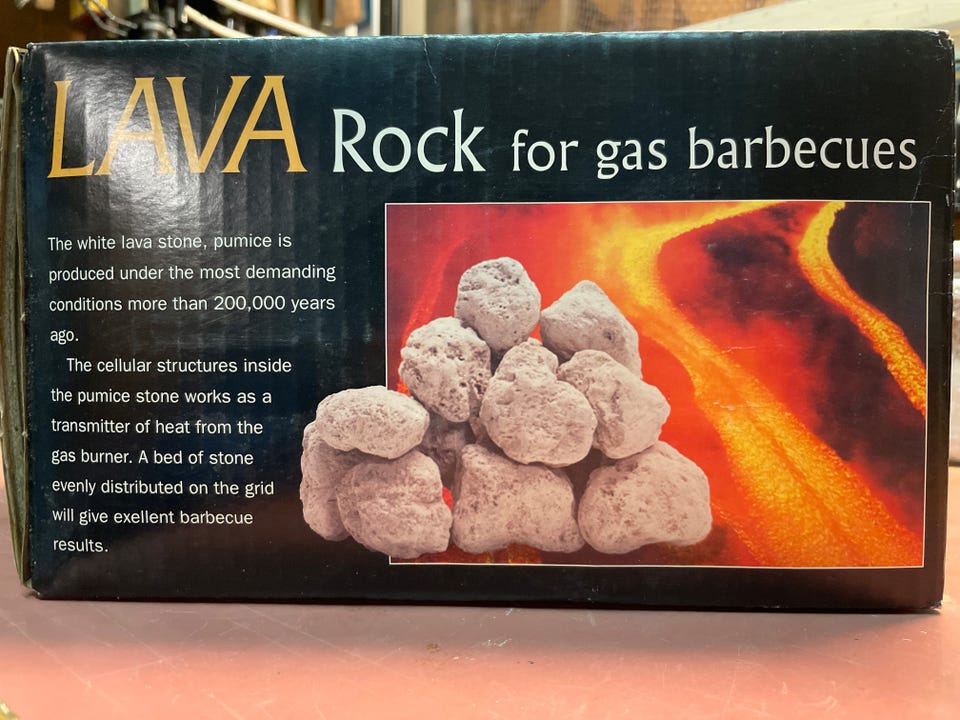 LAVA Rock for gas barbecues
The white lava stone, pumice is
produced under the most demanding
conditions more than 200,000 years
ago.
The cellular structures inside
the pumice stone works as a
transmitter of heat from the
gas burner. A bed of stone
evenly distributed on the grid
will give exellent barbecue
results.